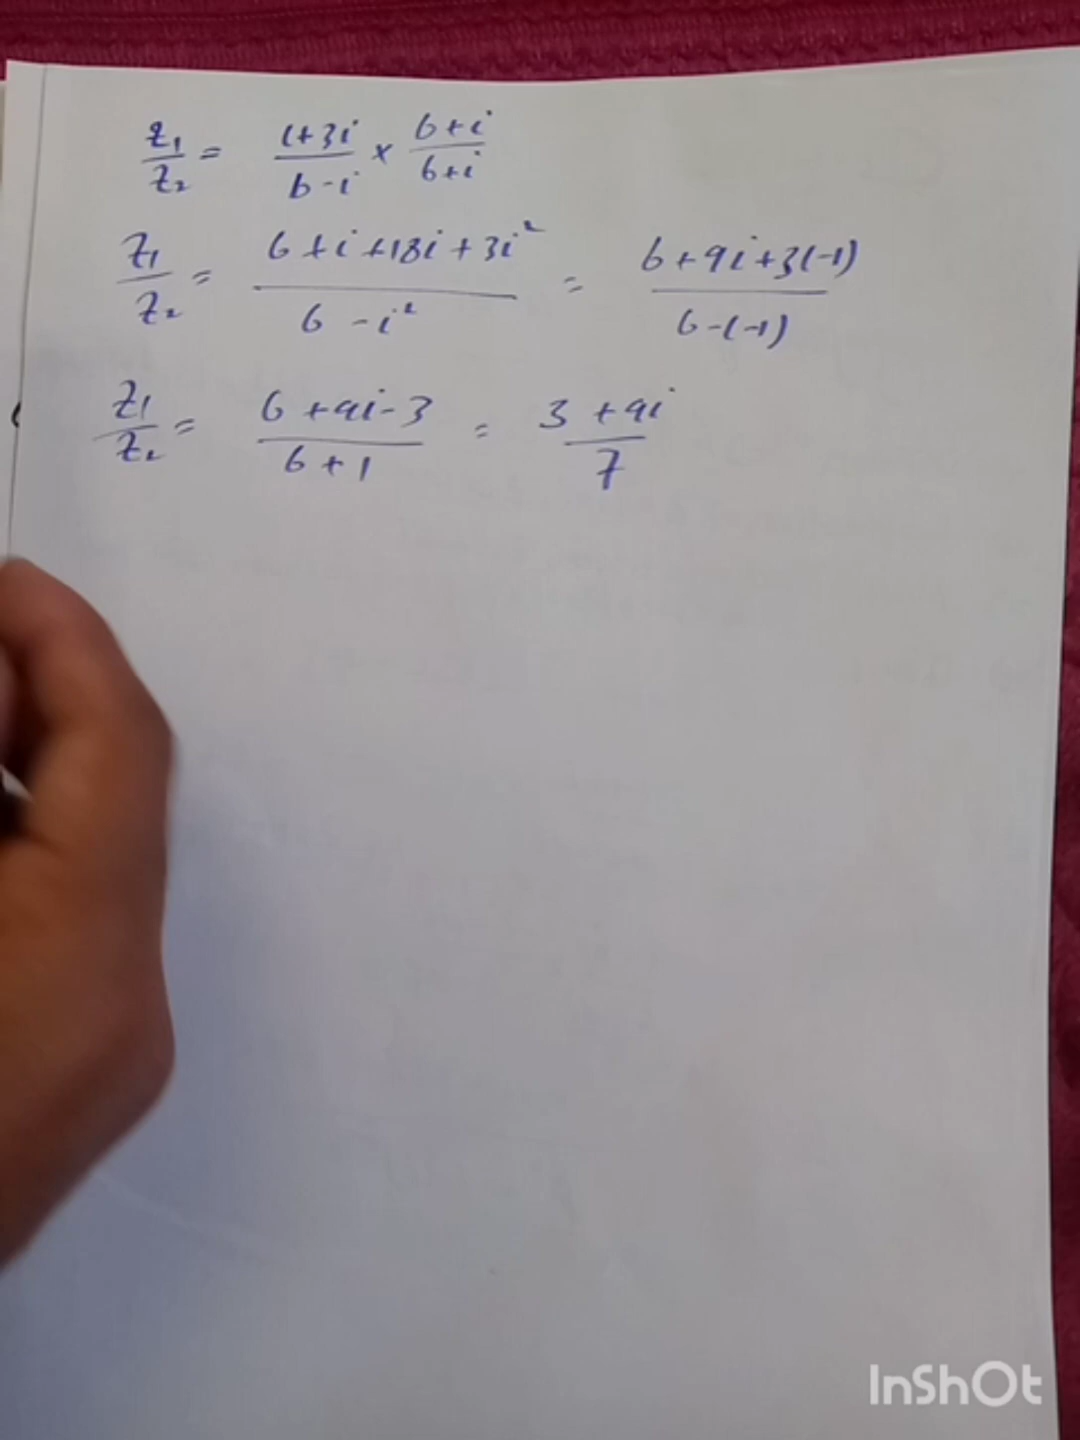 z₁/z₂ = (1+3i)/(6-i) × (6+i)/(6+i)
z₁/z₂ = (6+i+18i+3i²)/(6-i²) = (6+9i+3(-1))/(6-(-1))
z₁/z₂ = (6+9i-3)/(6+1) = (3+9i)/7
InShOt